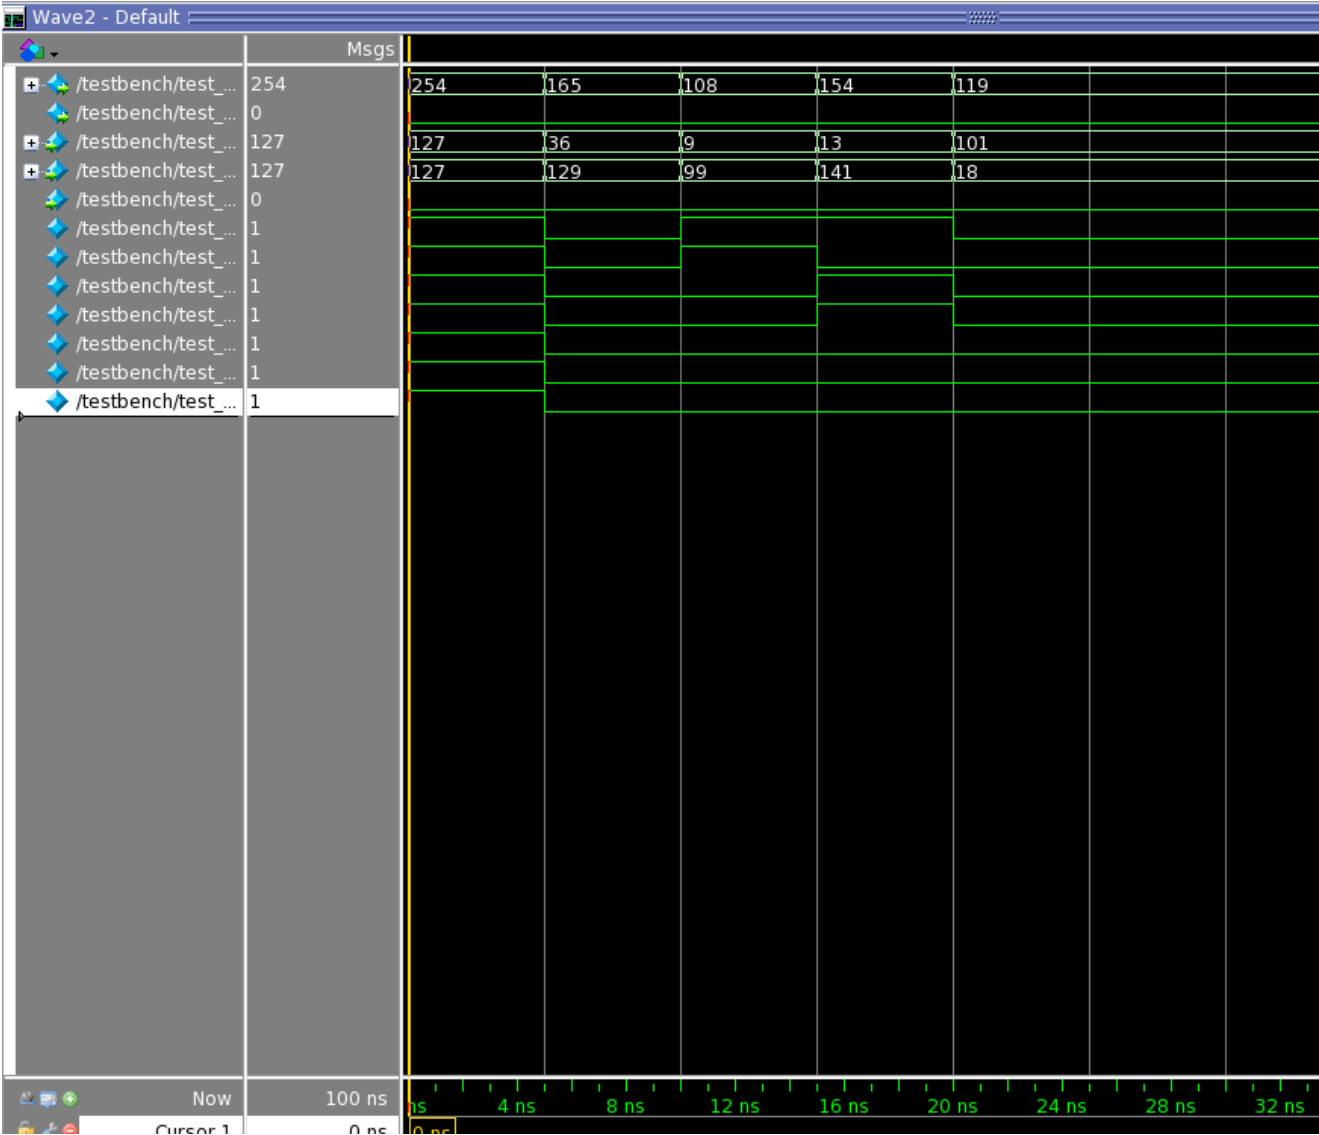 Wave2 - Default
Msgs
/testbench/test_... 254 254 165 108 154 119
/testbench/test_... 0
/testbench/test_... 127 127 36 9 13 101
/testbench/test_... 127 127 129 99 141 18
/testbench/test_... 0
/testbench/test_... 1
/testbench/test_... 1
/testbench/test_... 1
/testbench/test_... 1
/testbench/test_... 1
/testbench/test_... 1
/testbench/test_... 1
Now 100 ns ns 4 ns 8 ns 12 ns 16 ns 20 ns 24 ns 28 ns 32 ns
Cursor 1 0 ns 0 ns